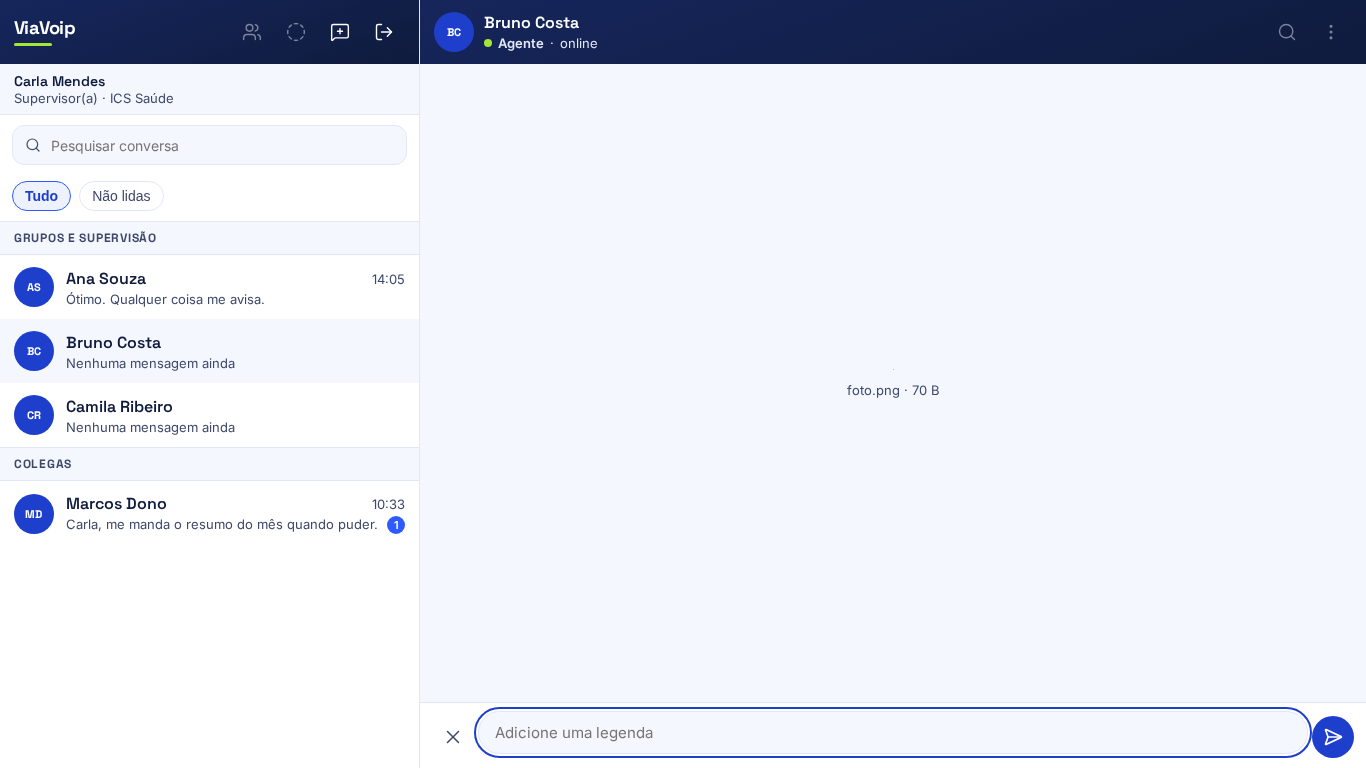 ViaVoip
Carla Mendes
Supervisor(a) · ICS Saúde
Pesquisar conversa
Tudo
Não lidas
GRUPOS E SUPERVISÃO
AS
Ana Souza
14:05
Ótimo. Qualquer coisa me avisa.
BC
Bruno Costa
Nenhuma mensagem ainda
CR
Camila Ribeiro
Nenhuma mensagem ainda
COLEGAS
MD
Marcos Dono
10:33
Carla, me manda o resumo do mês quando puder.
1
BC
Bruno Costa
Agente · online
foto.png · 70 B
Adicione uma legenda